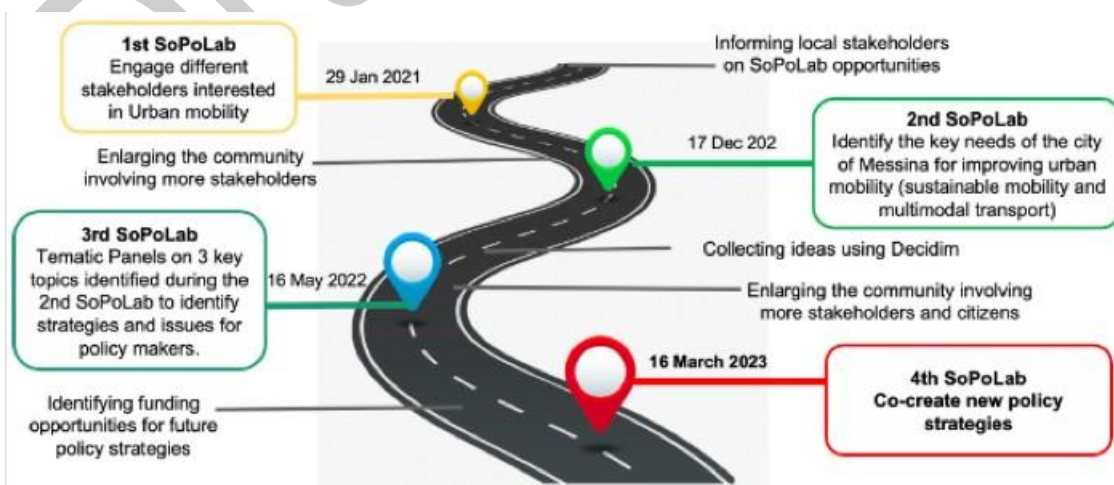 1st SoPoLab
Engage different
stakeholders interested
in Urban mobility
29 Jan 2021
Informing local stakeholders
on SoPoLab opportunities
Enlarging the community
involving more stakeholders
17 Dec 202
2nd SoPoLab
Identify the key needs of the city
of Messina for improving urban
mobility (sustainable mobility and
multimodal transport)
3rd SoPoLab
Tematic Panels on 3 key
topics identified during the
2nd SoPoLab to identify
strategies and issues for
policy makers.
16 May 2022
Collecting ideas using Decidim
Enlarging the community involving
more stakeholders and citizens
16 March 2023
4th SoPoLab
Co-create new policy
strategies
Identifying funding
opportunities for future
policy strategies